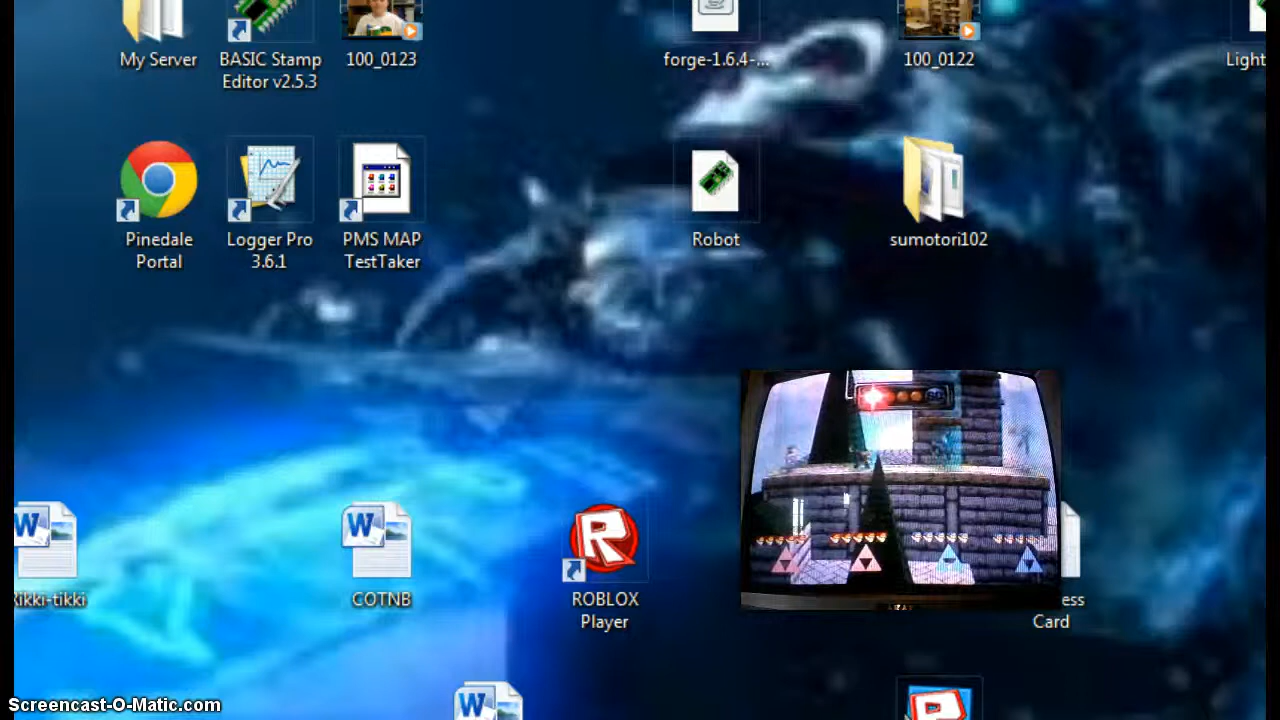 My Server
BASIC Stamp
Editor v2.5.3
100_0123
forge-1.6.4-...
100_0122
Light
Pinedale
Portal
Logger Pro
3.6.1
PMS MAP
TestTaker
Robot
sumotori102
W
Rikki-tikki
W
COTNB
R
ROBLOX
Player
ess
Card
W
R
Screencast-O-Matic.com